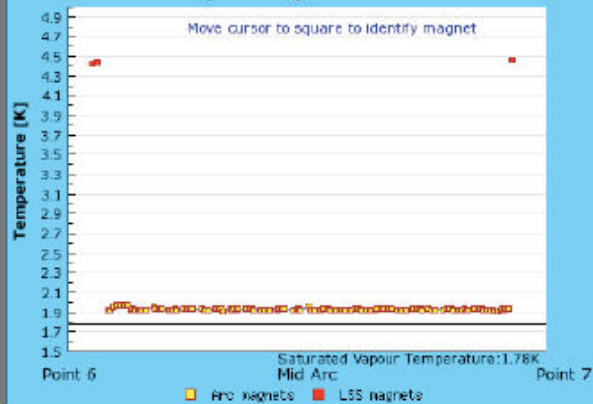 Move cursor to square to identify magnet
Temperature [K]
4.9
4.7
4.5
4.3
4.1
3.9
3.7
3.5
3.3
3.1
2.9
2.7
2.5
2.3
2.1
1.9
1.7
1.5
Saturated Vapour Temperature:1.78K
Point 6
Mid Arc
Point 7
Arc magnets
LSS magnets